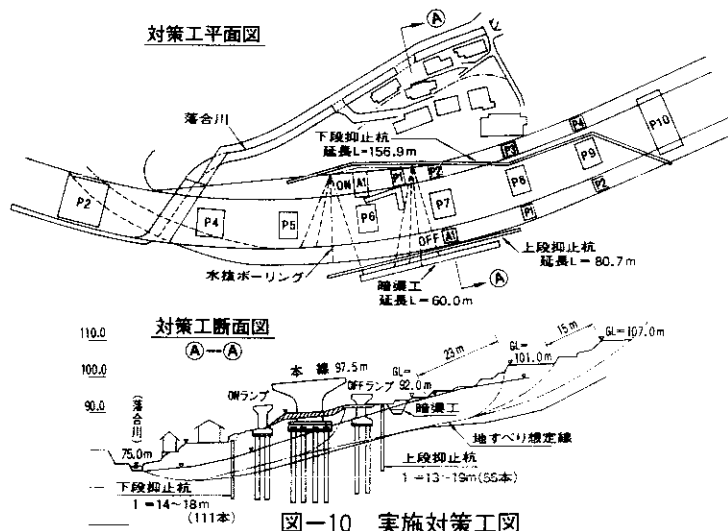 対策工平面図
Ⓐ
落合川
下段抑止杭
延長L=156.9m
P3
P4
P10
P9
P2
ON
A1
P1
P2
P8
P7
P6
P5
P4
P2
P1
OFF
A1
上段抑止杭
延長L=80.7m
水抜ボーリング
暗渠工
延長L=60.0m
Ⓐ
対策工断面図
Ⓐ―Ⓐ
110.0
100.0
90.0
23m
15m
GL=107.0m
GL=
101.0m
本線 97.5m
ONランプ
OFFランプ
GL=
92.0m
暗渠工
(落合川)
75.0m
地すべり想定線
上段抑止杭
l=13~19m(55本)
下段抑止杭
l=14~18m
(111本)
図―10 実施対策工図